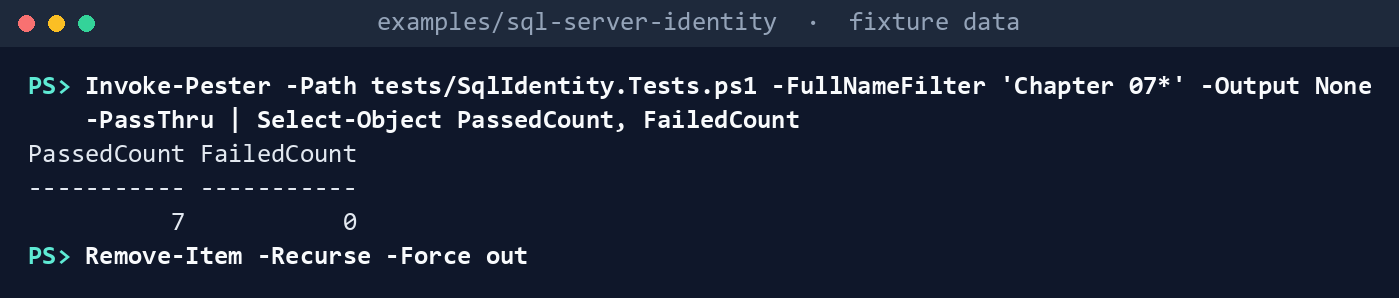 examples/sql-server-identity  ·  fixture data
PS> Invoke-Pester -Path tests/SqlIdentity.Tests.ps1 -FullNameFilter 'Chapter 07*' -Output None
    -PassThru | Select-Object PassedCount, FailedCount
PassedCount FailedCount
----------- -----------
          7           0
PS> Remove-Item -Recurse -Force out